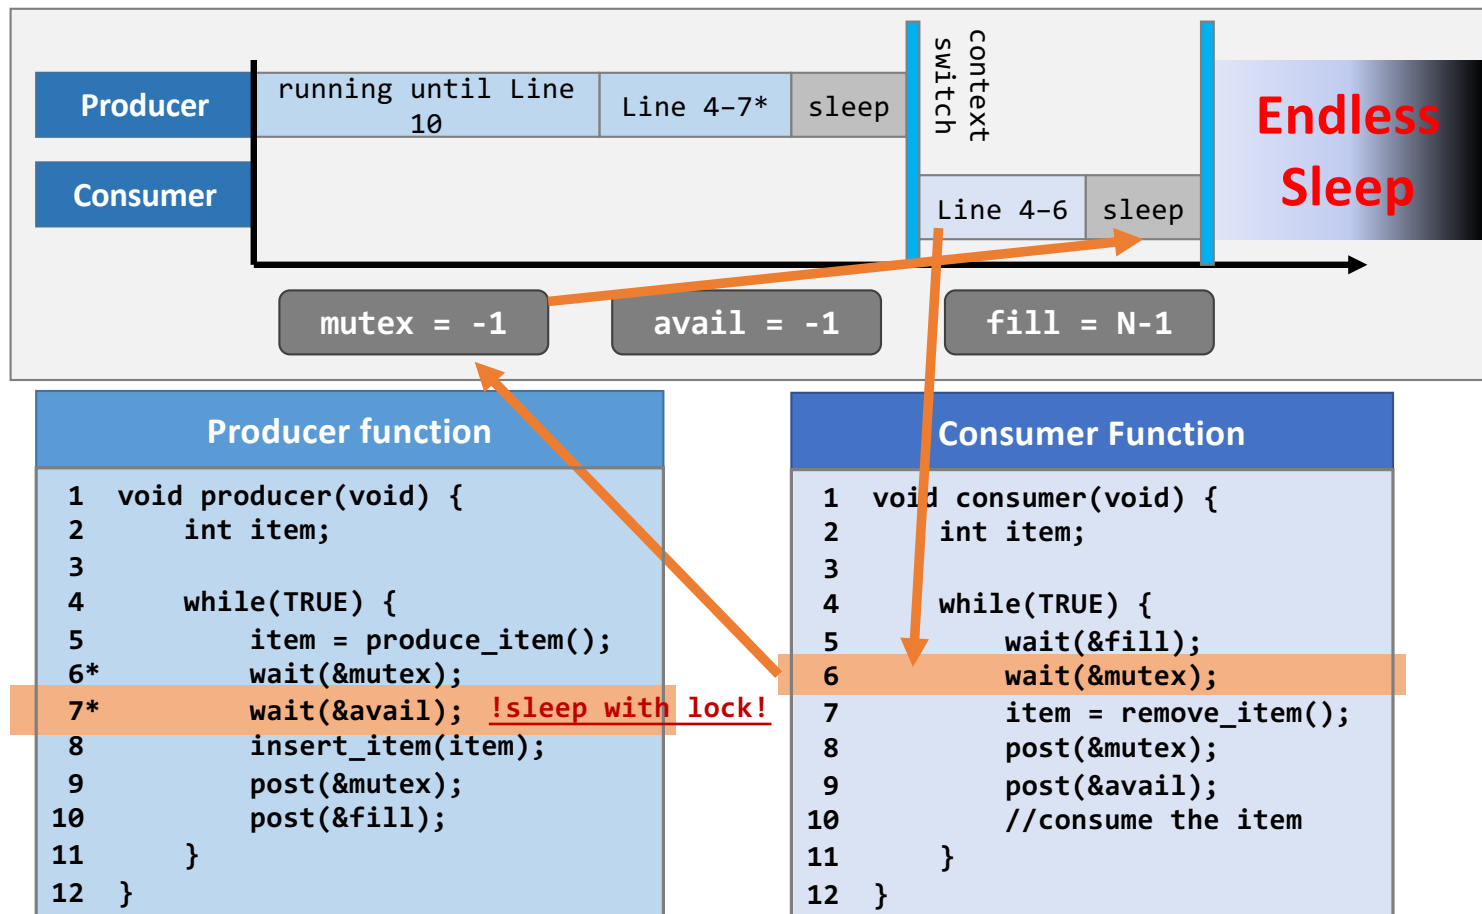 Producer
running until Line
10
Line 4–7*
sleep
context
switch
Endless
Sleep
Consumer
Line 4–6
sleep
mutex = -1
avail = -1
fill = N-1
Producer function
1 void producer(void) {
2 int item;
3
4 while(TRUE) {
5 item = produce_item();
6* wait(&mutex);
7* wait(&avail); !sleep with lock!
8 insert_item(item);
9 post(&mutex);
10 post(&fill);
11 }
12 }
Consumer Function
1 void consumer(void) {
2 int item;
3
4 while(TRUE) {
5 wait(&fill);
6 wait(&mutex);
7 item = remove_item();
8 post(&mutex);
9 post(&avail);
10 //consume the item
11 }
12 }